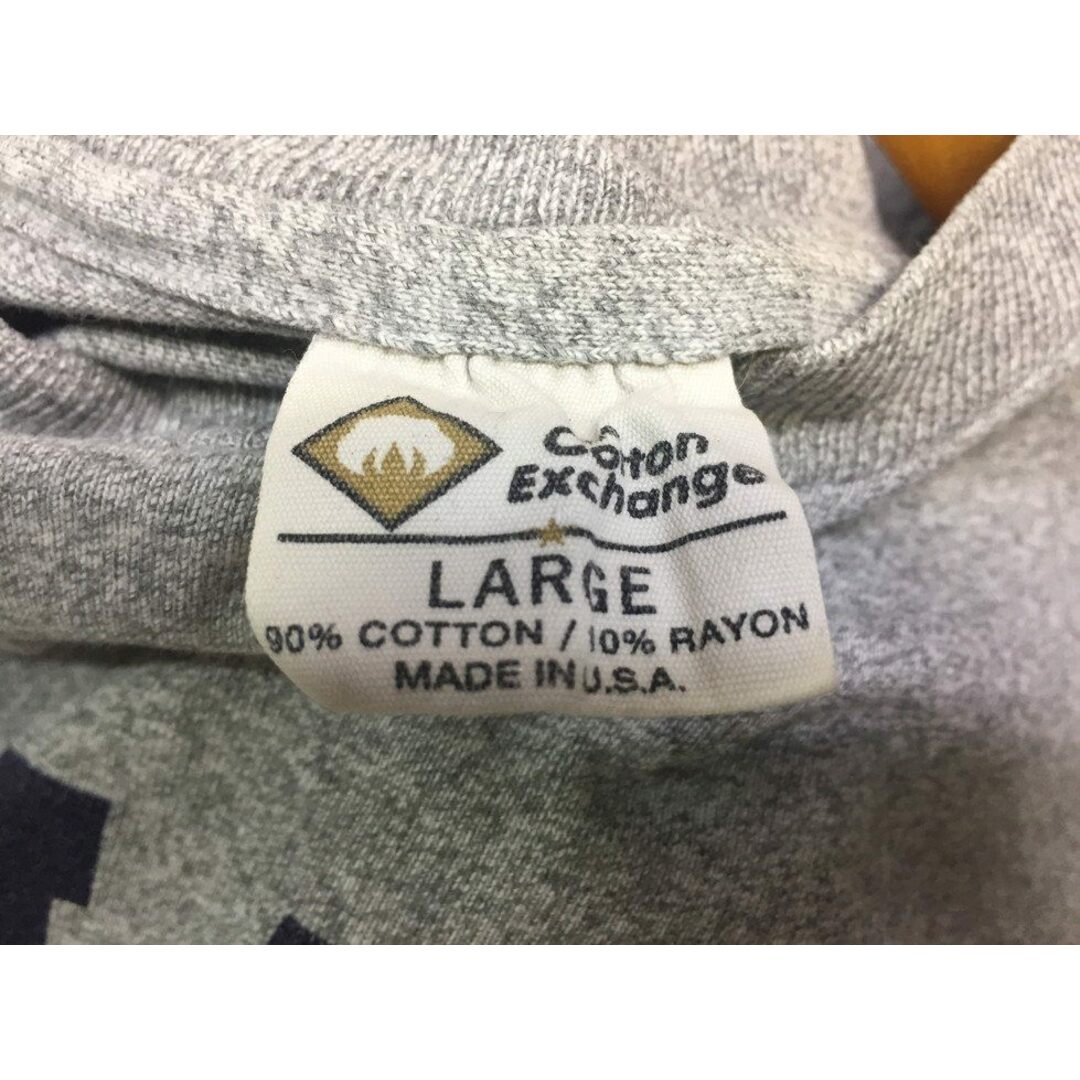 Cotton
Exchange
LARGE
90% COTTON / 10% RAYON
MADE IN U.S.A.